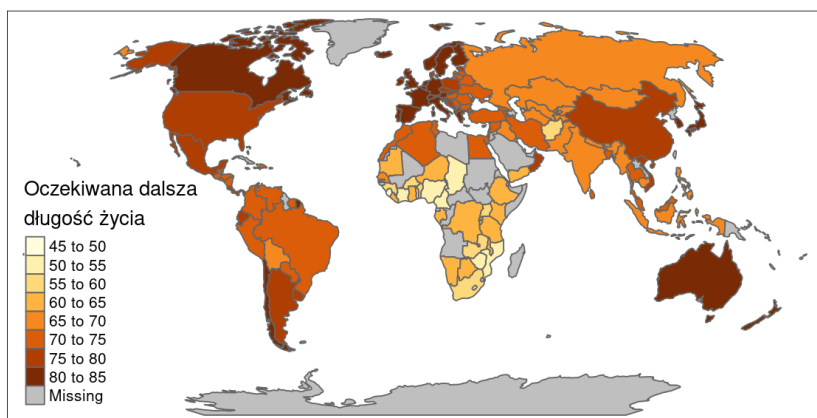 Oczekiwana dalsza
długość życia
45 to 50
50 to 55
55 to 60
60 to 65
65 to 70
70 to 75
75 to 80
80 to 85
Missing